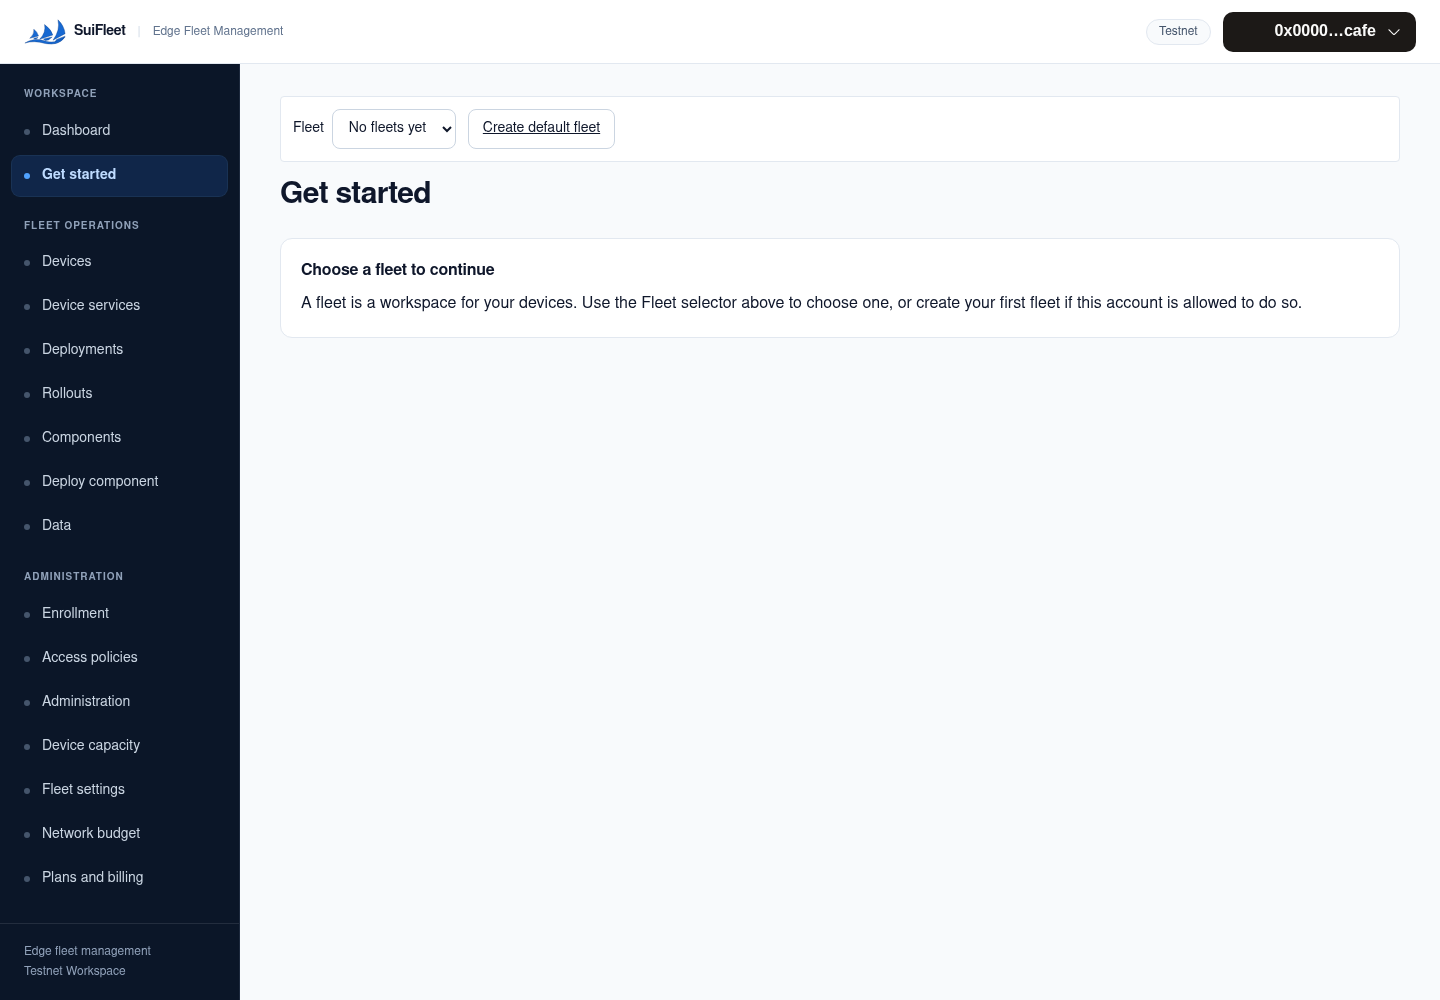 SuiFleet | Edge Fleet Management
Testnet
0x0000...cafe
WORKSPACE
Dashboard
Get started
FLEET OPERATIONS
Devices
Device services
Deployments
Rollouts
Components
Deploy component
Data
ADMINISTRATION
Enrollment
Access policies
Administration
Device capacity
Fleet settings
Network budget
Plans and billing
Edge fleet management
Testnet Workspace
Fleet No fleets yet Create default fleet
Get started
Choose a fleet to continue
A fleet is a workspace for your devices. Use the Fleet selector above to choose one, or create your first fleet if this account is allowed to do so.